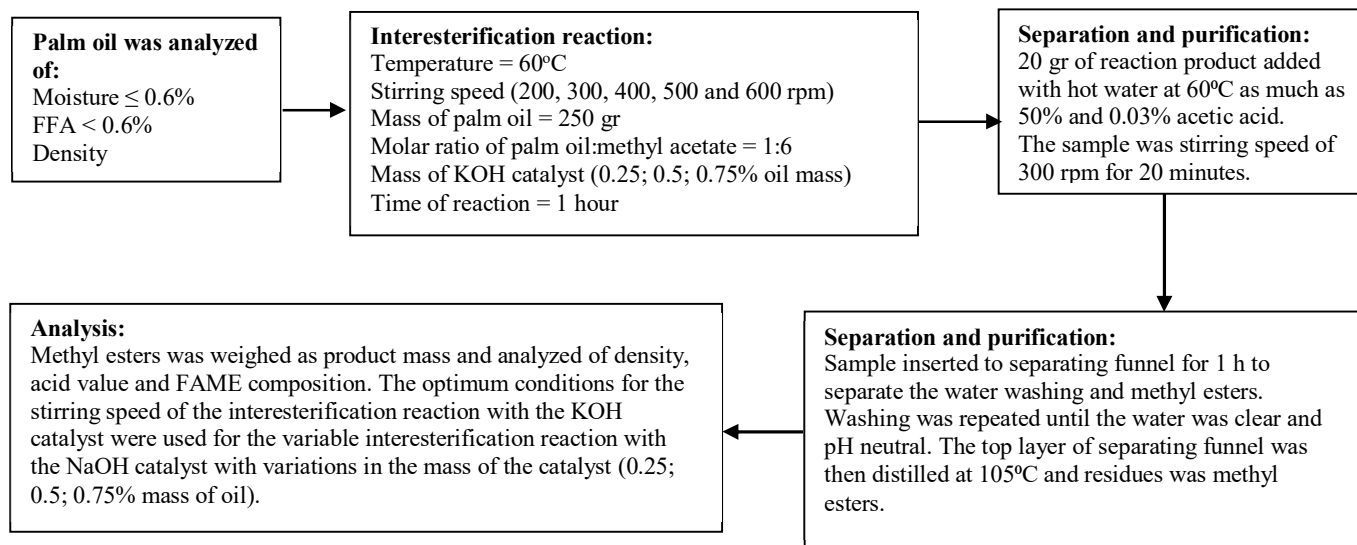 Palm oil was analyzed
of:
Moisture ≤ 0.6%
FFA < 0.6%
Density
Interesterification reaction:
Temperature = 60°C
Stirring speed (200, 300, 400, 500 and 600 rpm)
Mass of palm oil = 250 gr
Molar ratio of palm oil:methyl acetate = 1:6
Mass of KOH catalyst (0.25; 0.5; 0.75% oil mass)
Time of reaction = 1 hour
Separation and purification:
20 gr of reaction product added
with hot water at 60°C as much as
50% and 0.03% acetic acid.
The sample was stirring speed of
300 rpm for 20 minutes.
Separation and purification:
Sample inserted to separating funnel for 1 h to
separate the water washing and methyl esters.
Washing was repeated until the water was clear and
pH neutral. The top layer of separating funnel was
then distilled at 105°C and residues was methyl
esters.
Analysis:
Methyl esters was weighed as product mass and analyzed of density,
acid value and FAME composition. The optimum conditions for the
stirring speed of the interesterification reaction with the KOH
catalyst were used for the variable interesterification reaction with
the NaOH catalyst with variations in the mass of the catalyst (0.25;
0.5; 0.75% mass of oil).